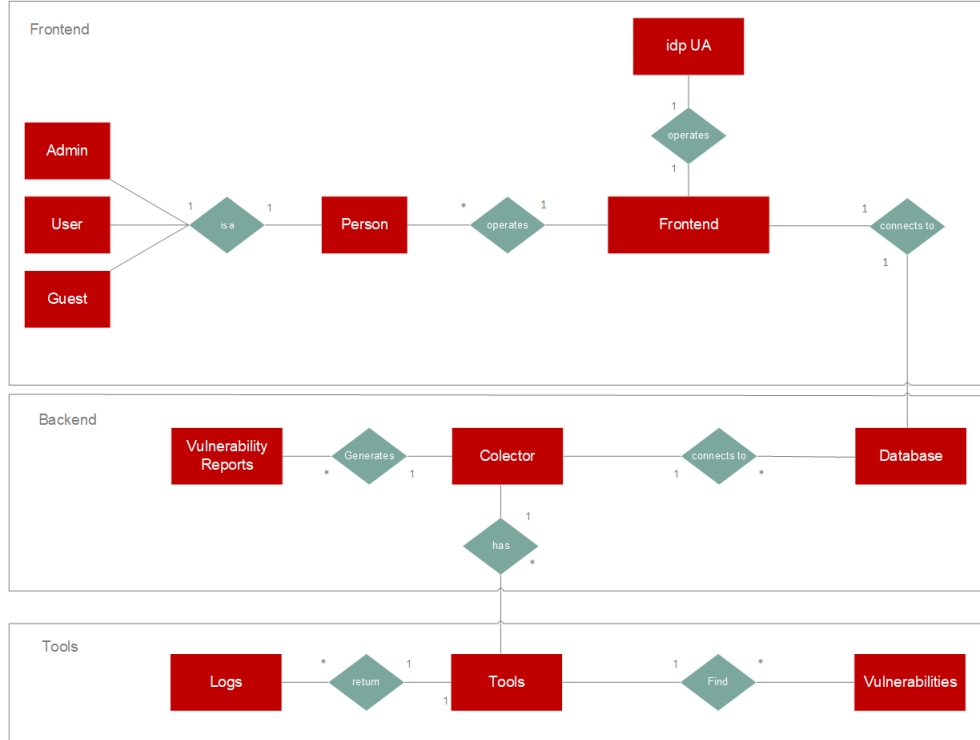 Frontend
idp UA
1
operates
1
Admin
User
Guest
1
is a
1
Person
*
operates
1
Frontend
1
connects to
1
Backend
Vulnerability
Reports
*
Generates
1
Colector
1
connects to
*
Database
1
has
*
Tools
Logs
*
return
1
1
Tools
1
Find
*
Vulnerabilities